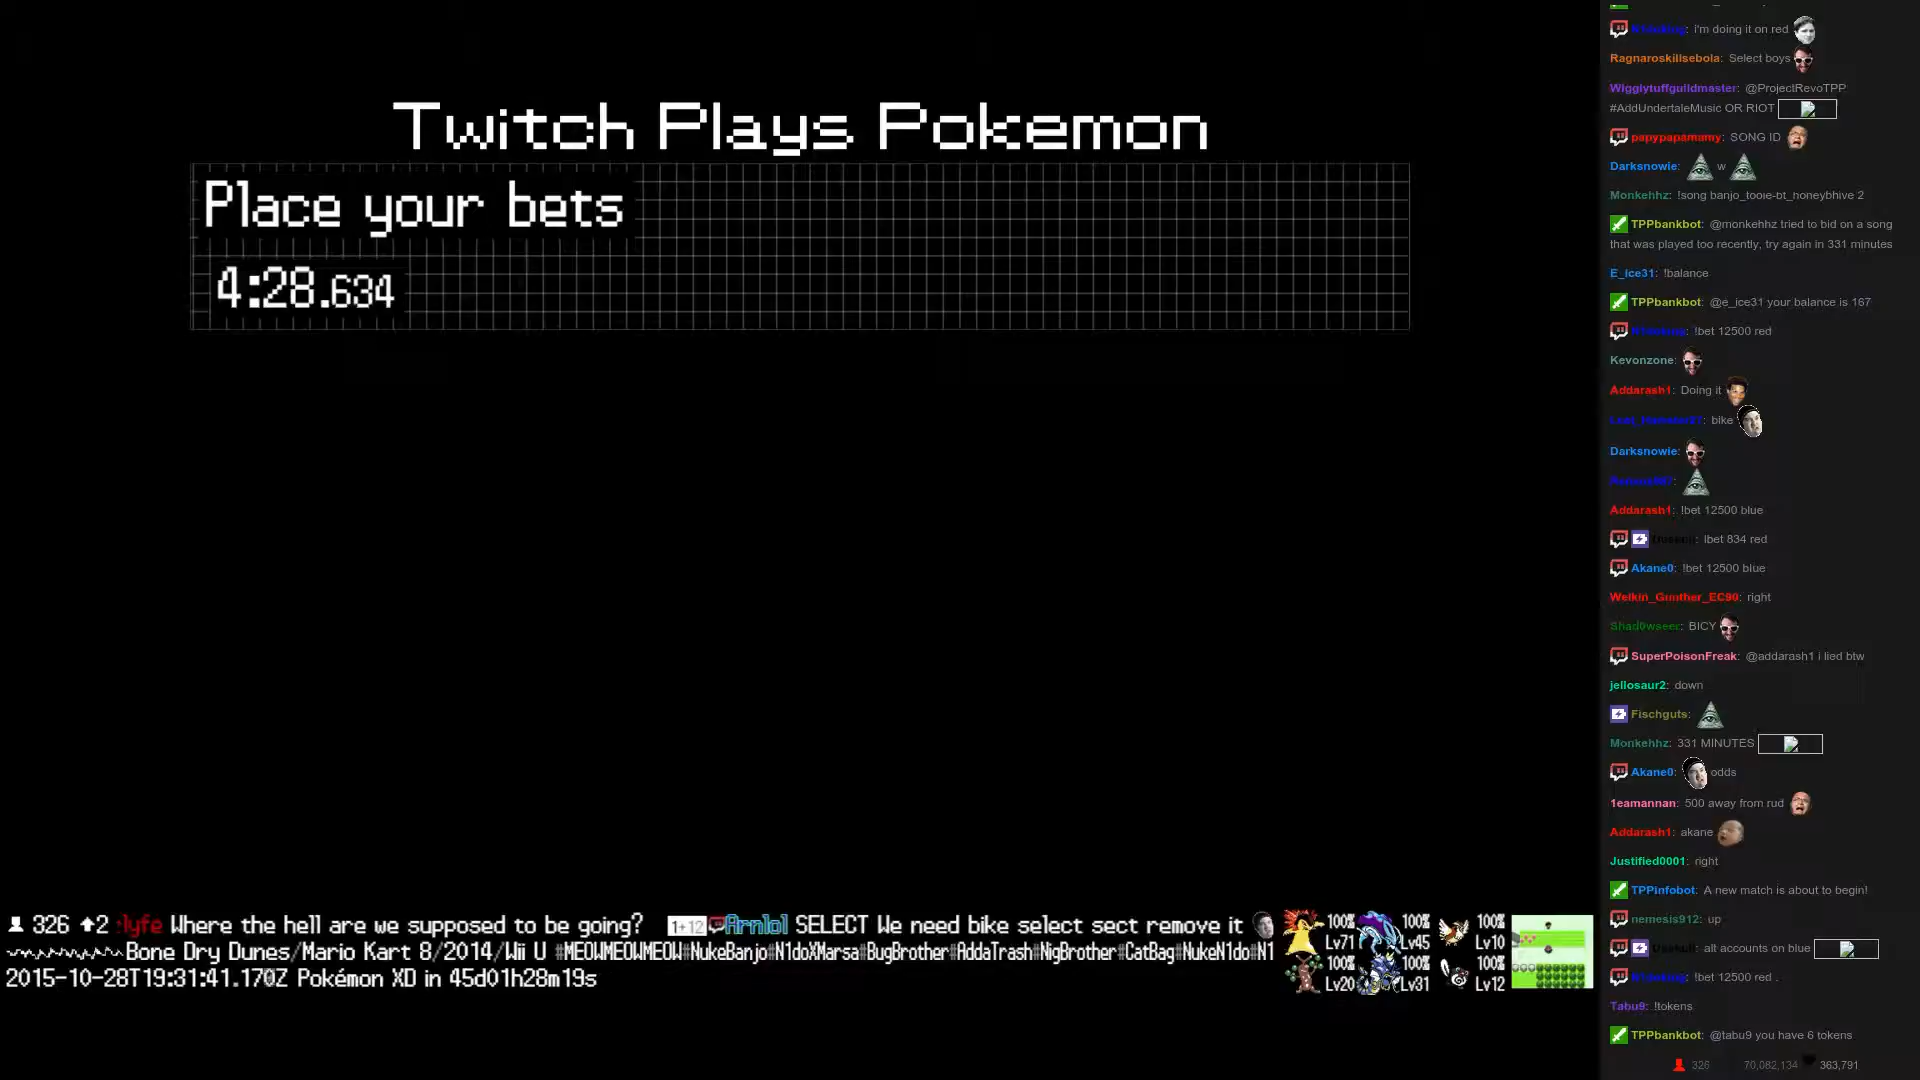 Twitch Plays Pokemon
Place your bets
4:28.634
326 2 lyfe Where the hell are we supposed to be going? 1+12 Arnlol SELECT We need bike select sect remove it
Bone Dry Dunes/Mario Kart 8/2014/Wii U #MEOWMEOWMEOW#NukeBanjo#N1doXMarsa#BugBrother#AddaTrash#NigBrother#CatBag#NukeN1do#N1
2015-10-28T19:31:41.170Z Pokémon XD in 45d01h28m19s
100% 100% 100%
Lv71 Lv45 Lv10
100% 100% 100%
Lv20 Lv31 Lv12
: i'm doing it on red
Ragnaroskillsebola: Select boys
Wigglytuffguildmaster: @ProjectRevoTPP
#AddUndertaleMusic OR RIOT
papypapamamy: SONG ID
Darksnowie: w
Monkehhz: !song banjo_tooie-bt_honeybhive 2
TPPbankbot: @monkehhz tried to bid on a song
that was played too recently, try again in 331 minutes
E_ice31: !balance
TPPbankbot: @e_ice31 your balance is 167
: !bet 12500 red
Kevonzone:
Addarash1: Doing it
: bike
Darksnowie:
Addarash1: !bet 12500 blue
: !bet 834 red
Akane0: !bet 12500 blue
Welkin_Gunther_EC90: right
Shad0wseer: BICY
SuperPoisonFreak: @addarash1 i lied btw
jellosaur2: down
Fischguts:
Monkehhz: 331 MINUTES
Akane0: odds
1eamannan: 500 away from rud
Addarash1: akane
Justified0001: right
TPPinfobot: A new match is about to begin!
nemesis912: up
: alt accounts on blue
: !bet 12500 red .
Tabu9: !tokens
TPPbankbot: @tabu9 you have 6 tokens
326 70,082,134 363,791